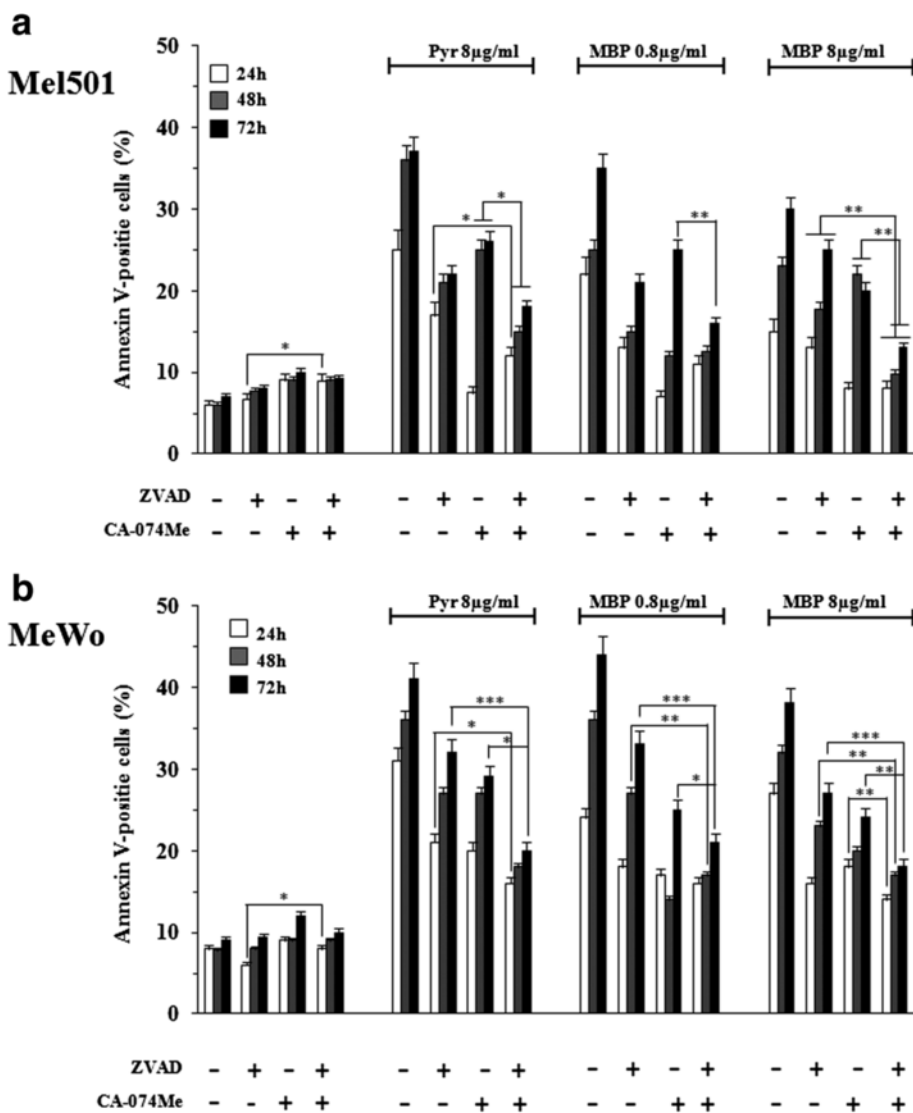 a
Mel501
Pyr 8µg/ml MBP 0.8µg/ml MBP 8µg/ml
24h
48h
72h
Annexin V-positie cells (%)
50
40
30
20
10
0
* * * ** ** **
ZVAD - + - + - + - + - + - + - + - +
CA-074Me - - + + - - + + - - + + - - + +
b
MeWo
Pyr 8µg/ml MBP 0.8µg/ml MBP 8µg/ml
24h
48h
72h
Annexin V-positie cells (%)
50
40
30
20
10
0
* * *** * ** *** * ** *** ** **
ZVAD - + - + - + - + - + - + - + - +
CA-074Me - - + + - - + + - - + + - - + +